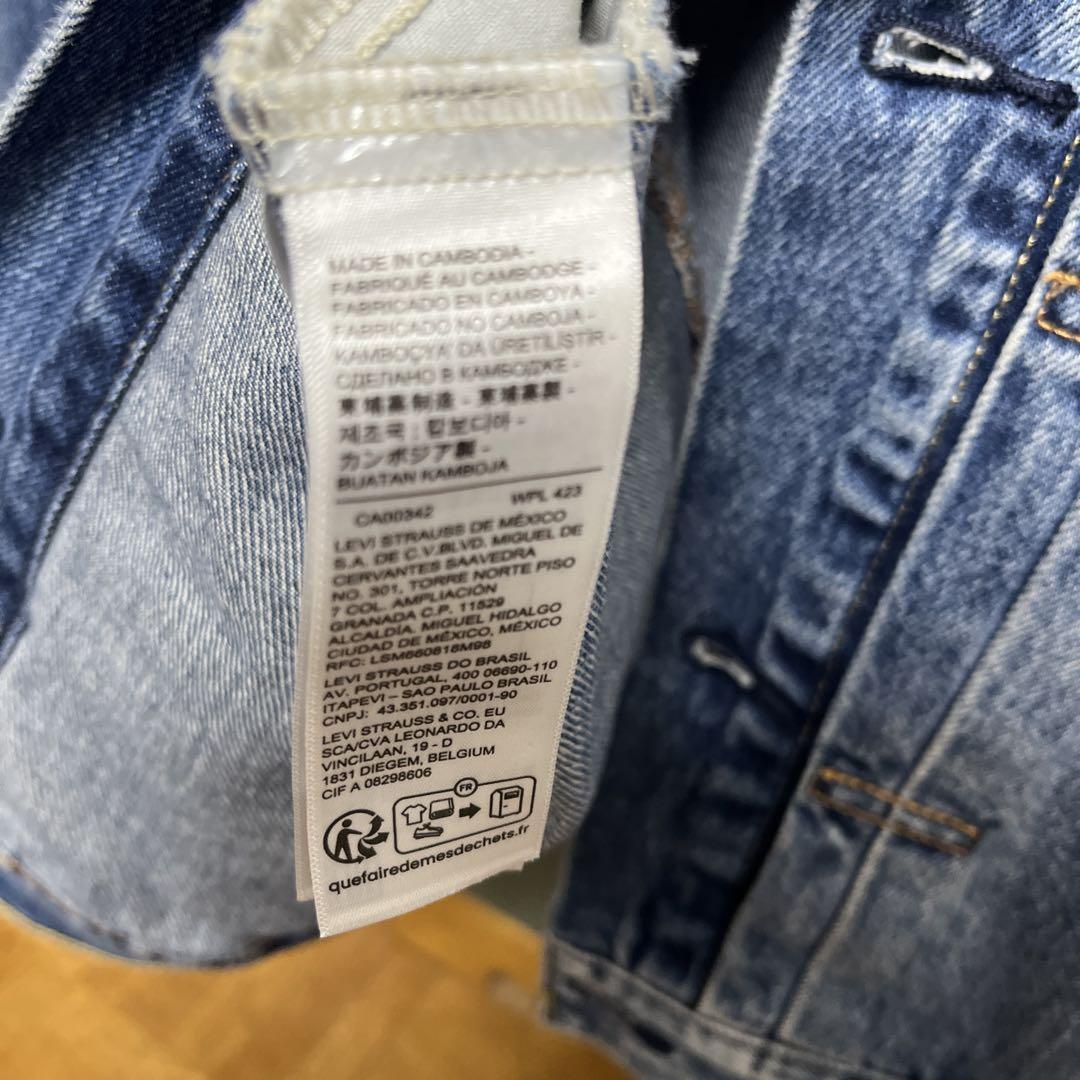 MADE IN CAMBODIA -
FABRIQUÉ AU CAMBODGE -
FABRICADO EN CAMBOYA -
FABRICADO NO CAMBOJA -
KAMBOÇYA' DA ÜRETILISTIR -
СДЕЛАНО В КАМБОДЖЕ -
柬埔寨制造 - 柬埔寨製 -
제조국 : 캄보디아 -
カンボジア製 -
BUATAN KAMBOJA
CA00342 WPL 423
LEVI STRAUSS DE MÉXICO
S.A. DE C.V.BLVD. MIGUEL DE
CERVANTES SAAVEDRA
NO. 301, TORRE NORTE PISO
7 COL. AMPLIACIÓN
GRANADA C.P. 11529
ALCALDÍA. MIGUEL HIDALGO
CIUDAD DE MÉXICO, MÉXICO
RFC: LSM660816M98
LEVI STRAUSS DO BRASIL
AV. PORTUGAL, 400 06690-110
ITAPEVI – SAO PAULO BRASIL
CNPJ: 43.351.097/0001-90
LEVI STRAUSS & CO. EU
SCA/CVA LEONARDO DA
VINCILAAN, 19 - D
1831 DIEGEM, BELGIUM
CIF A 08298606
FR
quefairedemesdechets.fr